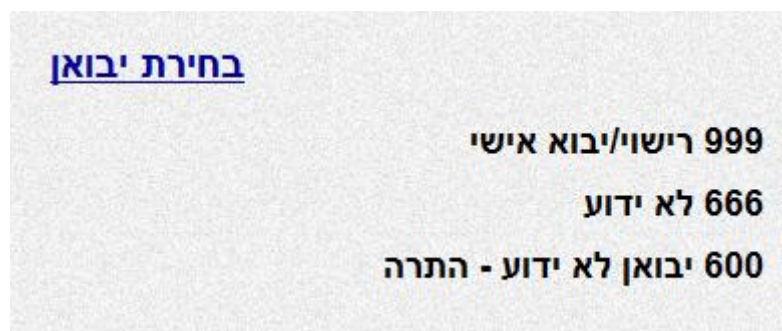 בחירת יבואן
999 רישוי/יבוא אישי
666 לא ידוע
600 יבואן לא ידוע - התרה